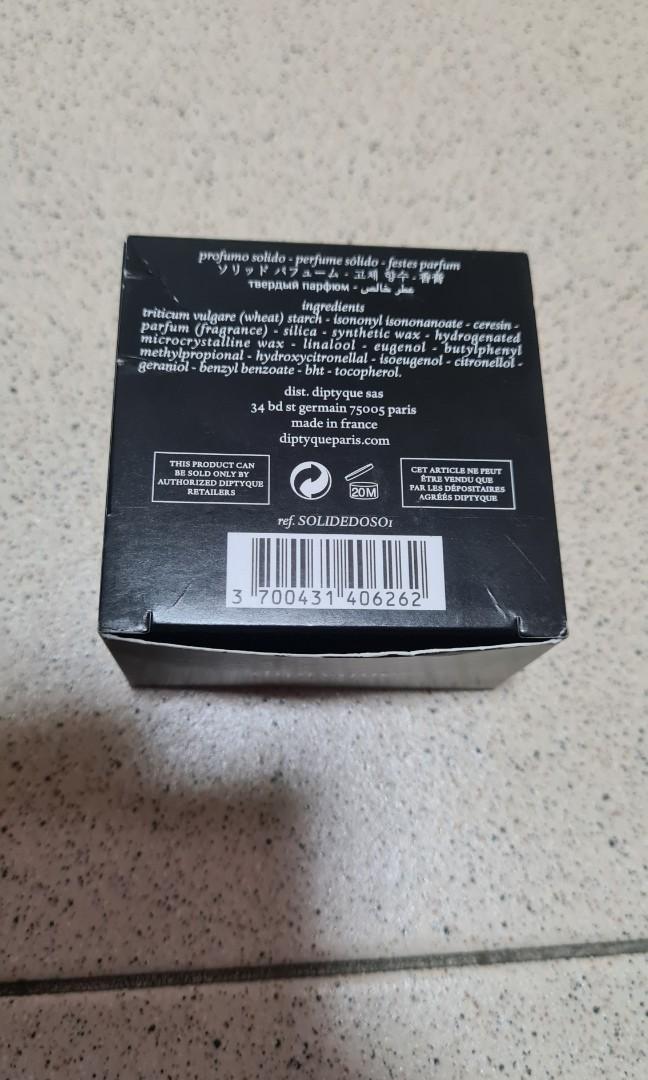 profumo solido - perfume sólido - festes parfum
ソリッド パフューム - 고체 향수 - 香膏
твердый парфюм - عطر خالص
ingredients
triticum vulgare (wheat) starch - isononyl isononanoate - ceresin -
parfum (fragrance) - silica - synthetic wax - hydrogenated
microcrystalline wax - linalool - eugenol - butylphenyl
methylpropional - hydroxycitronellal - isoeugenol - citronellol -
geraniol - benzyl benzoate - bht - tocopherol.
dist. diptyque sas
34 bd st germain 75005 paris
made in france
diptyqueparis.com
THIS PRODUCT CAN
BE SOLD ONLY BY
AUTHORIZED DIPTYQUE
RETAILERS
20M
CET ARTICLE NE PEUT
ÊTRE VENDU QUE
PAR LES DÉPOSITAIRES
AGRÉÉS DIPTYQUE
ref. SOLIDEDOSO1
3 700431 406262